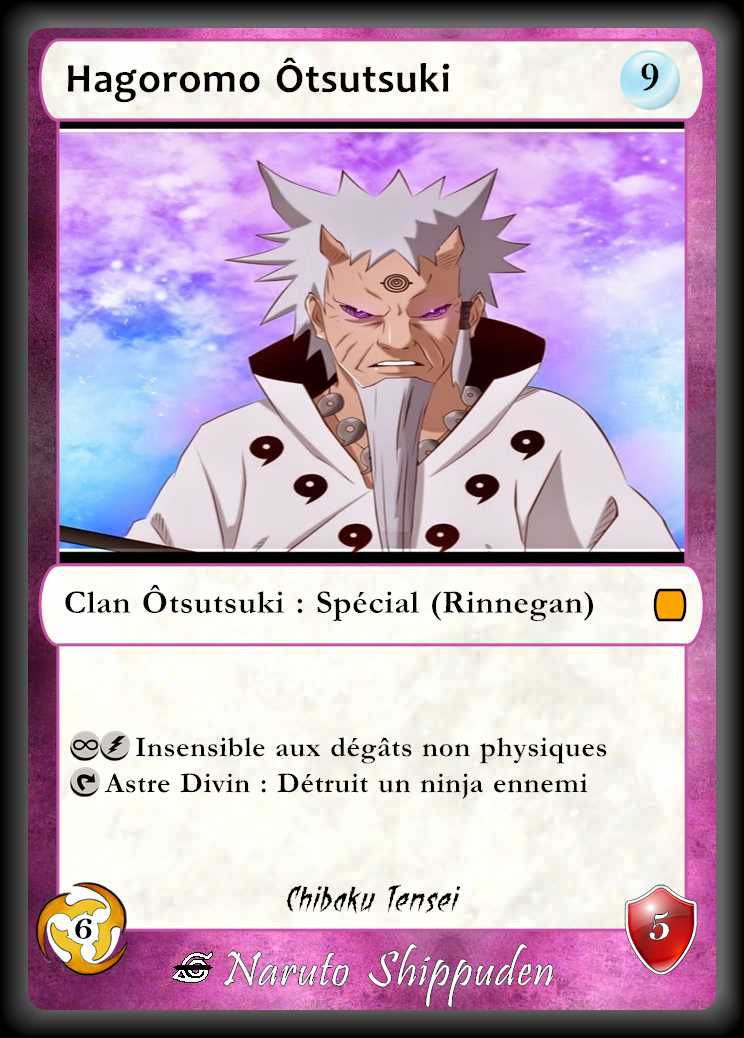 Hagoromo Ôtsutsuki
9
Clan Ôtsutsuki : Spécial (Rinnegan)
Insensible aux dégâts non physiques
Astre Divin : Détruit un ninja ennemi
Chibaku Tensei
6
5
Naruto Shippuden